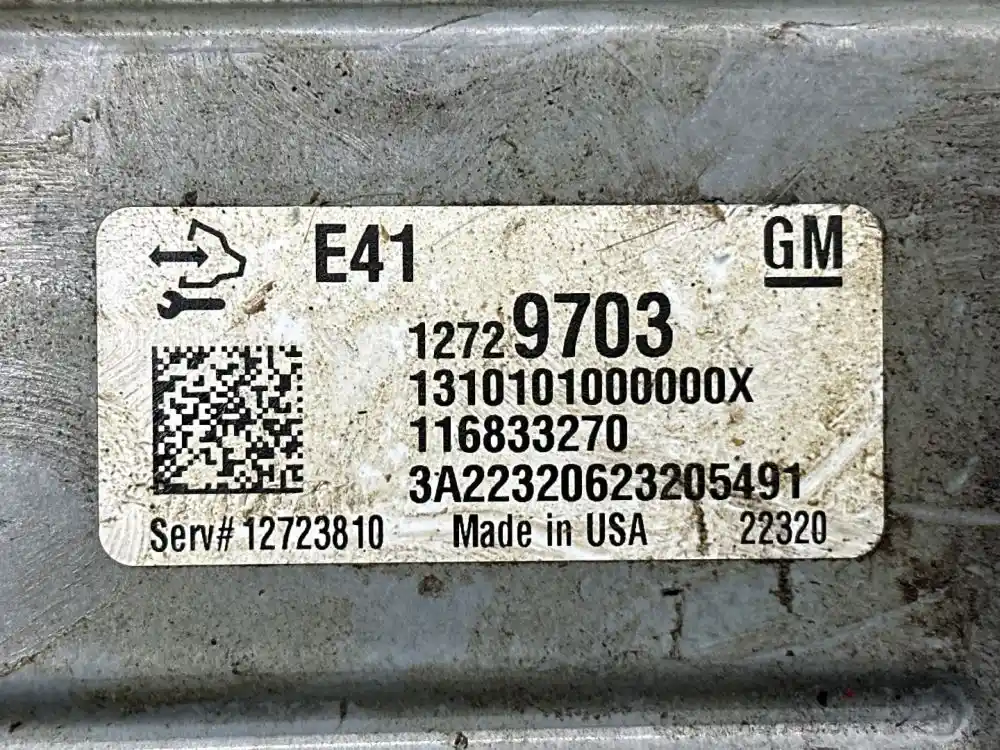 E41 GM
12729703
1310101000000X
116833270
3A22320623205491
Serv# 12723810 Made in USA 22320